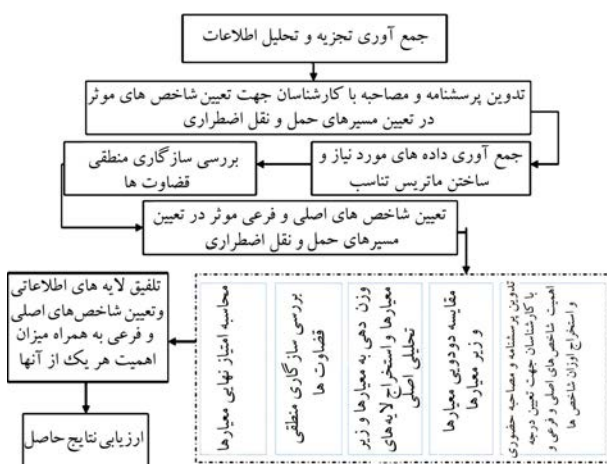 جمع آوری تجزیه و تحلیل اطلاعات
تدوین پرسشنامه و مصاحبه با کارشناسان جهت تعیین شاخص های موثر
در تعیین مسیرهای حمل و نقل اضطراری
جمع آوری داده های مورد نیاز و
ساختن ماتریس تناسب
بررسی سازگاری منطقی
قضاوت ها
تعیین شاخص های اصلی و فرعی موثر در تعیین
مسیرهای حمل و نقل اضطراری
تدوین پرسشنامه و مصاحبه حضوری
با کارشناسان جهت تعیین درجه
اهمیت شاخص‌های اصلی و فرعی و
و استخراج اوزان شاخص ها
مقایسه دودویی معیارها
و زیر معیارها
وزن دهی به معیارها و زیر
معیارها و استخراج لایه‌های
تحلیلی اصلی
بررسی سازگاری منطقی
قضاوت ها
محاسبه امتیاز نهایی معیارها
تلفیق لایه های اطلاعاتی
وتعیین شاخص‌های اصلی
و فرعی به همراه میزان
اهمیت هر یک از آنها
ارزیابی نتایج حاصل